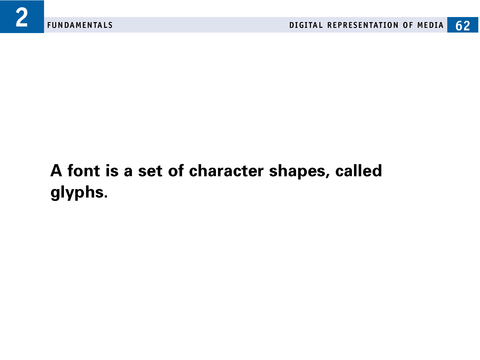 2
FUNDAMENTALS
DIGITAL REPRESENTATION OF MEDIA 62
A font is a set of character shapes, called
glyphs.